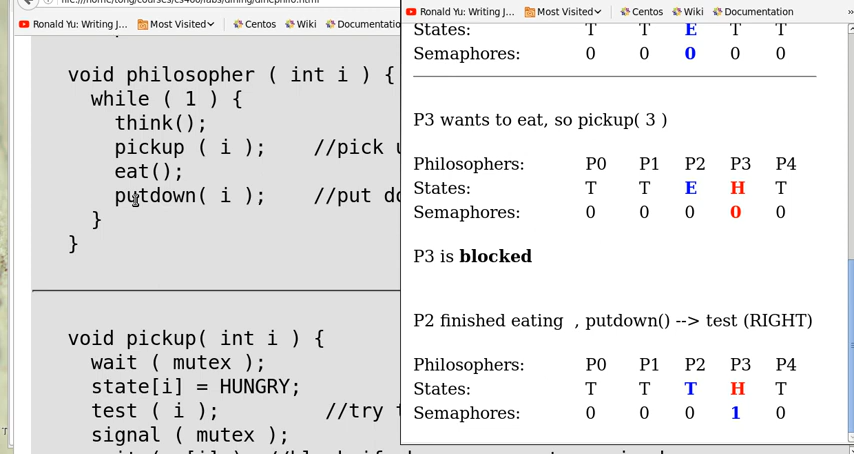 Ronald Yu: Writing J... Most Visited Centos Wiki Documentatio
void philosopher ( int i ) {
while ( 1 ) {
think();
pickup ( i ); //pick u
eat();
putdown( i ); //put do
}
}
void pickup( int i ) {
wait ( mutex );
state[i] = HUNGRY;
test ( i ); //try t
signal ( mutex );
Ronald Yu: Writing J... Most Visited Centos Wiki Documentation »
States: T T E T T
Semaphores: 0 0 0 0 0
P3 wants to eat, so pickup( 3 )
Philosophers: P0 P1 P2 P3 P4
States: T T E H T
Semaphores: 0 0 0 0 0
P3 is blocked
P2 finished eating , putdown() --> test (RIGHT)
Philosophers: P0 P1 P2 P3 P4
States: T T T H T
Semaphores: 0 0 0 1 0